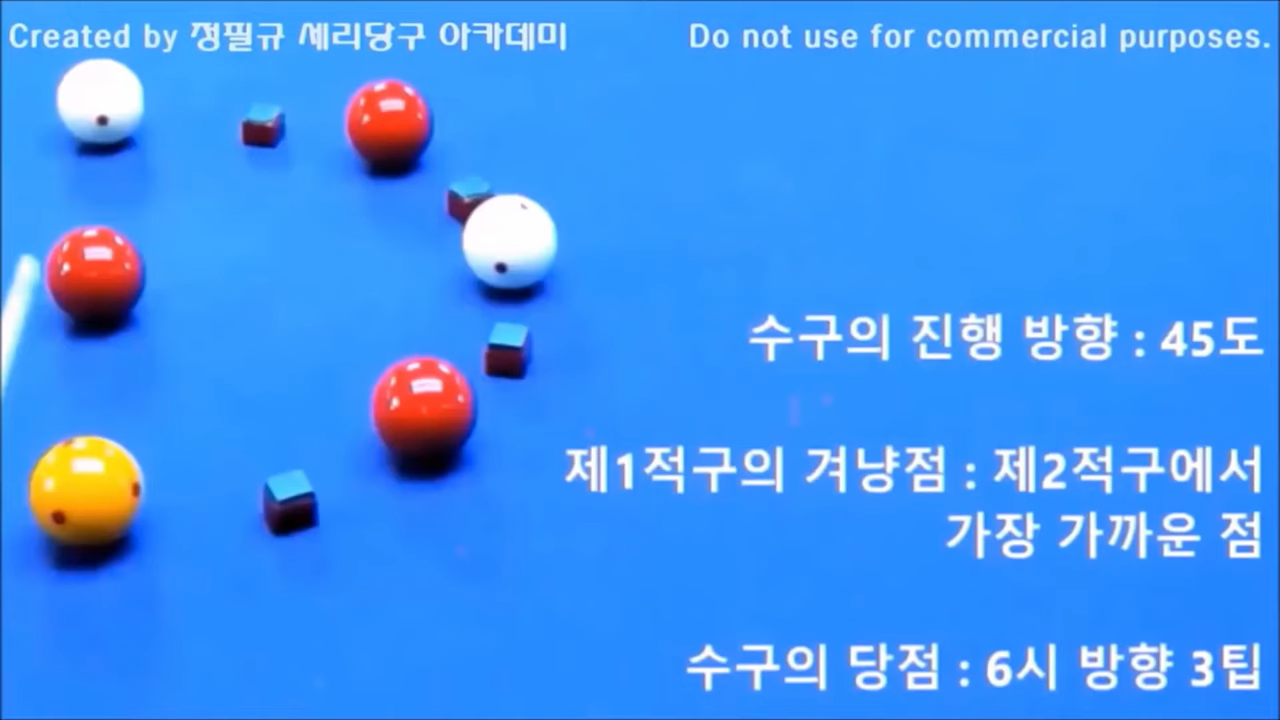 Created by 정필규 세리당구 아카데미
Do not use for commercial purposes.
수구의 진행 방향 : 45도
제1적구의 겨냥점 : 제2적구에서
가장 가까운 점
수구의 당점 : 6시 방향 3팁